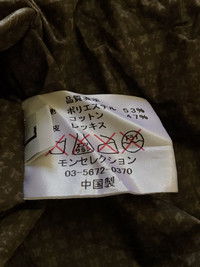 品質表示
ポリエステル 53%
コットン 47%
皮 レッキス
モンセレクション
03-5672-0370
中国製